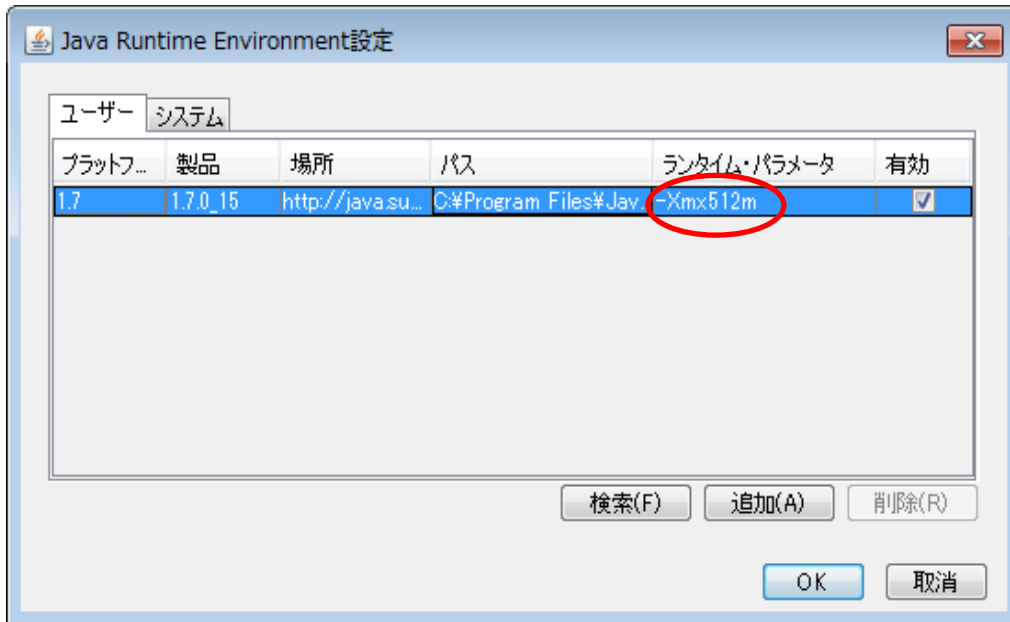 Java Runtime Environment設定
ユーザー システム
プラットフ... 製品 場所 パス ランタイム・パラメータ 有効
1.7 1.7.0_15 http://java.su... C:¥Program Files¥Jav... -Xmx512m
検索(F) 追加(A) 削除(R)
OK 取消